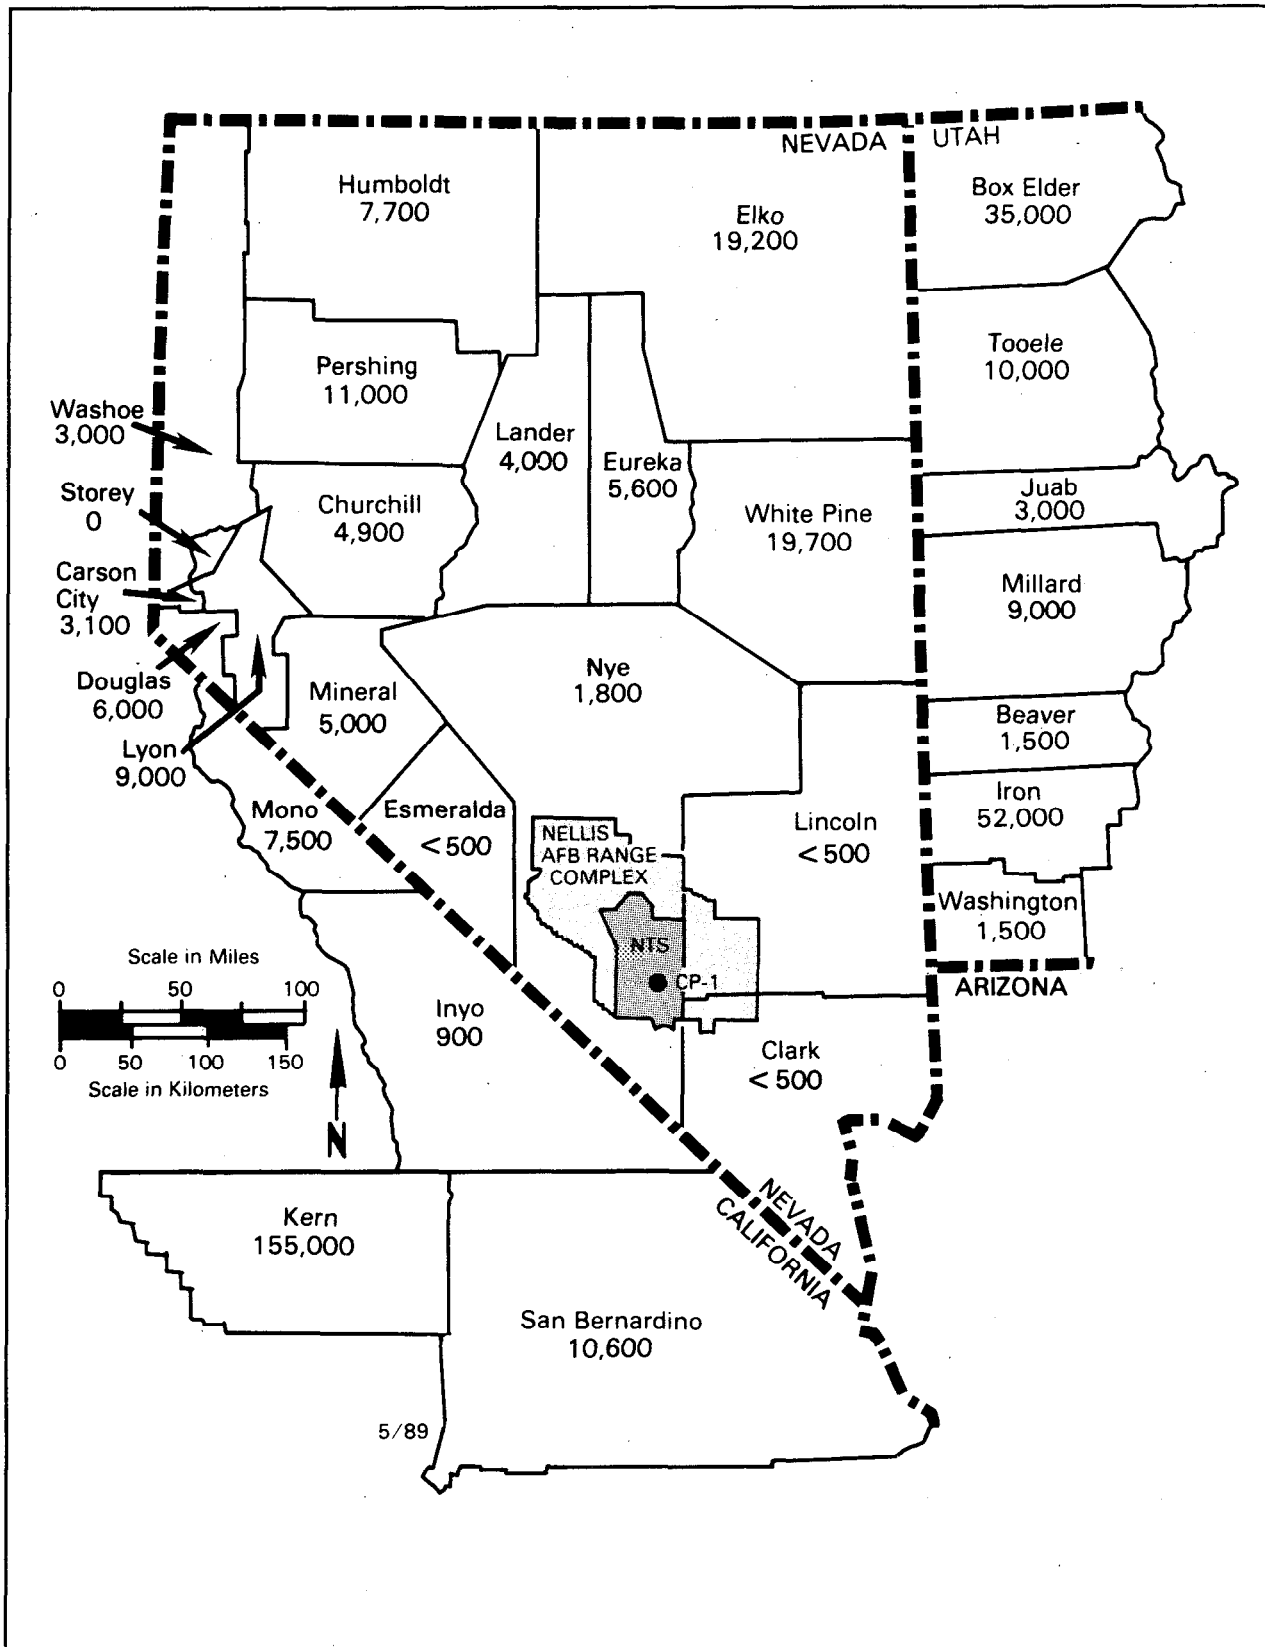 NEVADA
UTAH
Humboldt
7,700
Elko
19,200
Box Elder
35,000
Pershing
11,000
Tooele
10,000
Washoe
3,000
Lander
4,000
Eureka
5,600
Storey
0
Churchill
4,900
White Pine
19,700
Juab
3,000
Carson
City
3,100
Millard
9,000
Douglas
6,000
Mineral
5,000
Nye
1,800
Beaver
1,500
Lyon
9,000
Mono
7,500
Esmeralda
<500
Iron
52,000
Lincoln
<500
NELLIS
AFB RANGE
COMPLEX
Washington
1,500
NTS
CP-1
ARIZONA
Scale in Miles
0 50 100
0 50 100 150
Scale in Kilometers
Inyo
900
Clark
<500
N
Kern
155,000
NEVADA
CALIFORNIA
San Bernardino
10,600
5/89